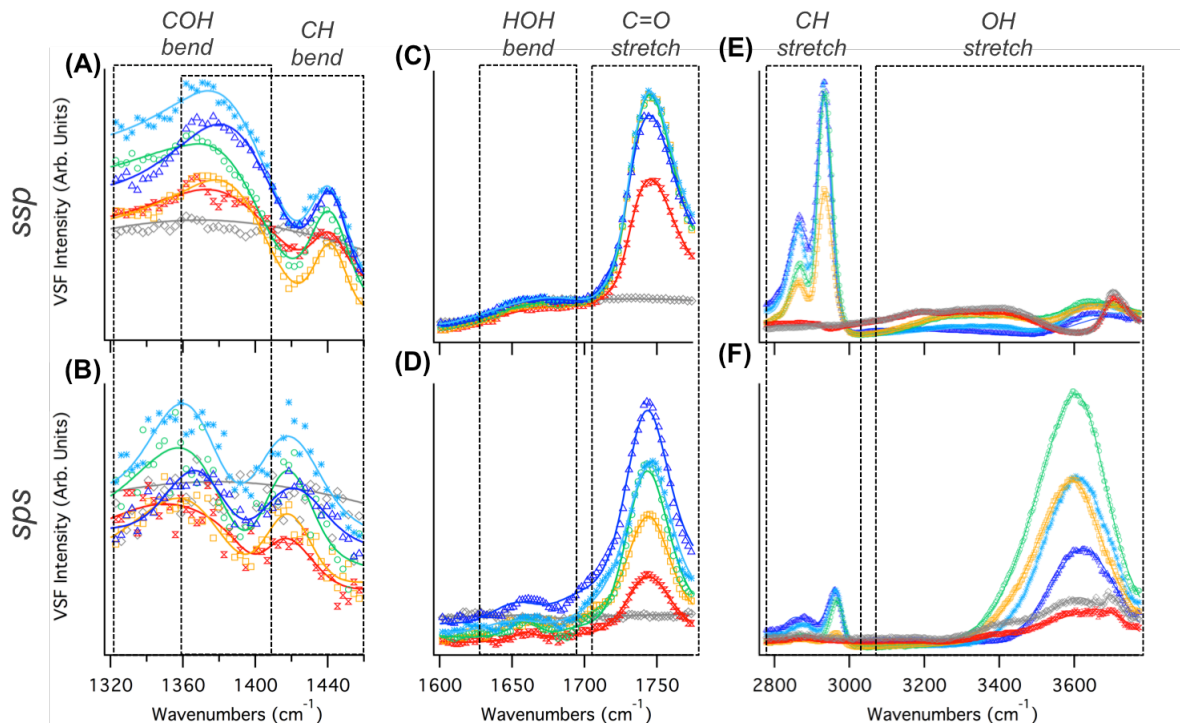 COH
bend
CH
bend
HOH
bend
C=O
stretch
CH
stretch
OH
stretch
(A)
(C)
(E)
ssp
VSF Intensity (Arb. Units)
(B)
(D)
(F)
sps
VSF Intensity (Arb. Units)
1320 1360 1400 1440
1600 1650 1700 1750
2800 3000 3200 3400 3600
Wavenumbers (cm-1)
Wavenumbers (cm-1)
Wavenumbers (cm-1)